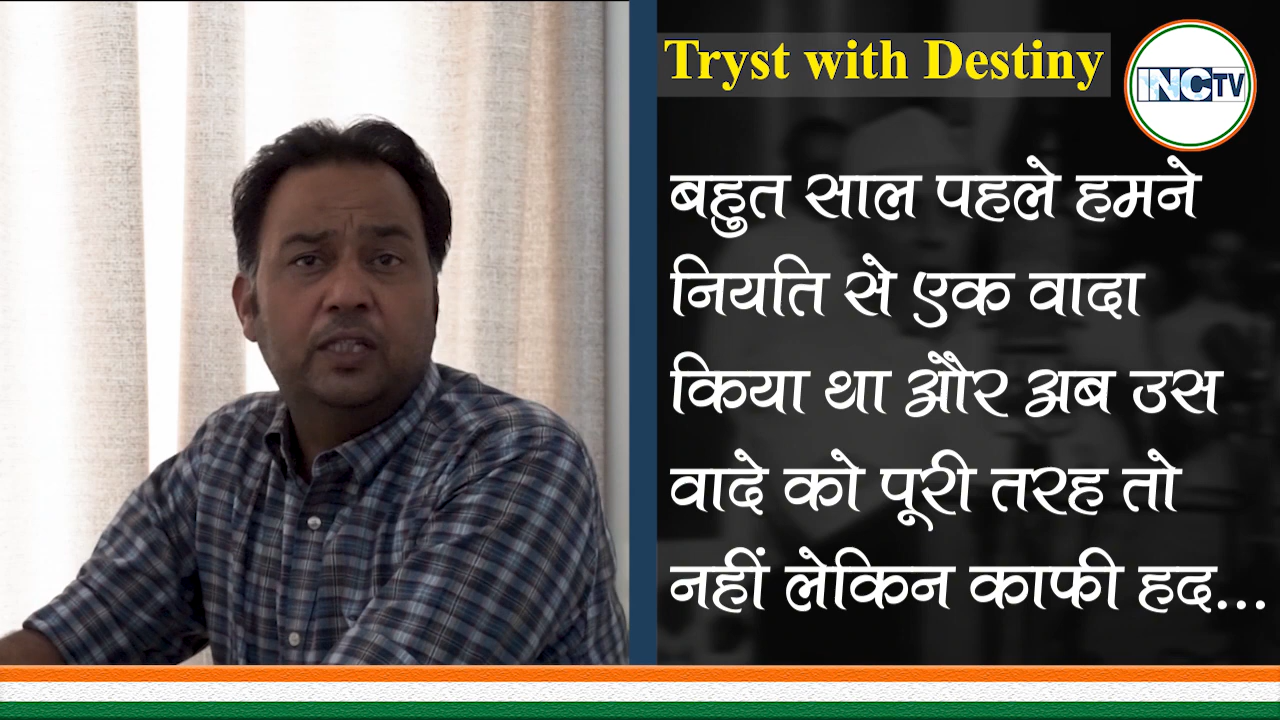 Tryst with Destiny
INCTV
बहुत साल पहले हमने
नियति से एक वादा
किया था और अब उस
वादे को पूरी तरह तो
नहीं लेकिन काफी हद...